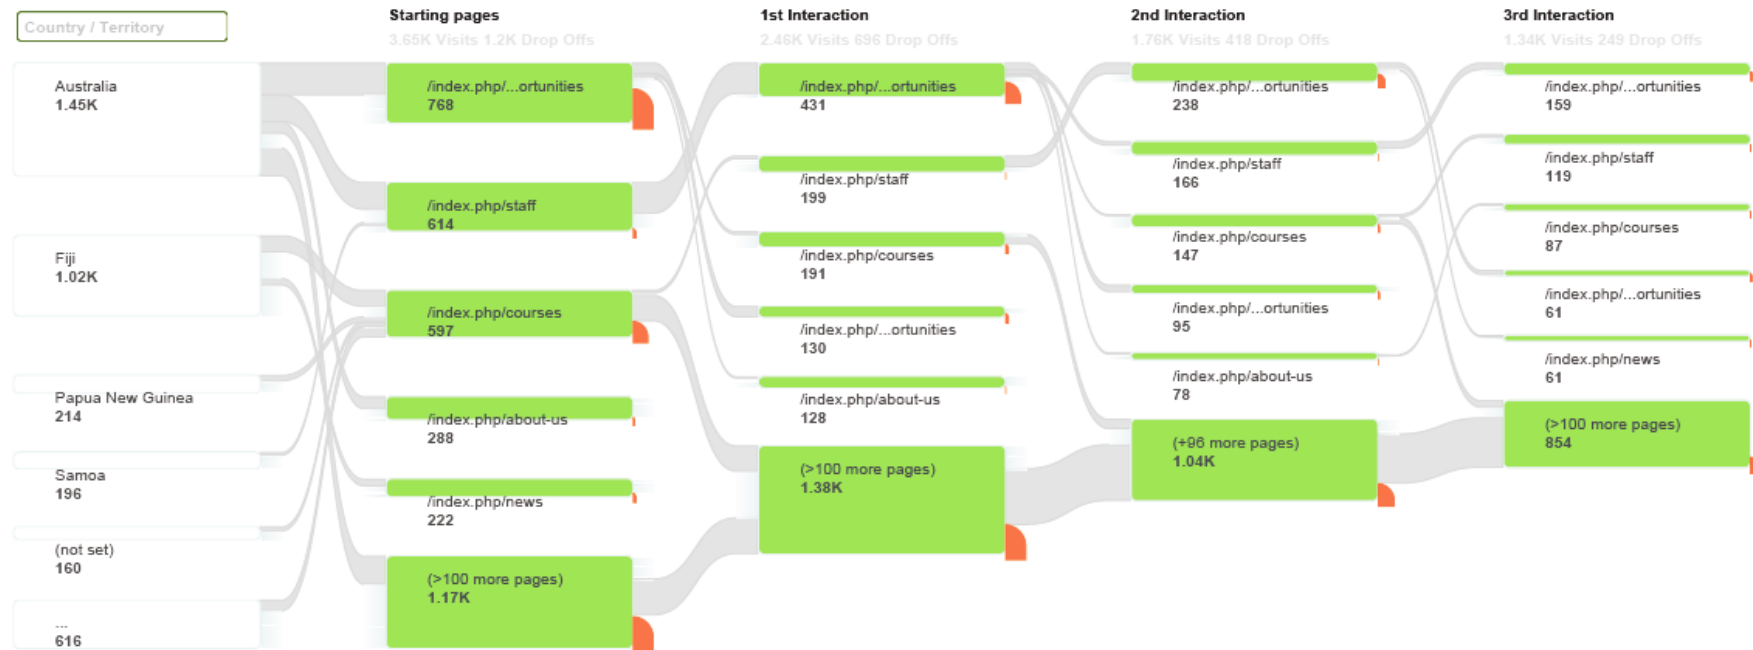 Country / Territory
Australia
1.45K
Fiji
1.02K
Papua New Guinea
214
Samoa
196
(not set)
160
...
616
Starting pages
3.65K Visits 1.2K Drop Offs
/index.php/...ortunities
768
/index.php/staff
614
/index.php/courses
597
/index.php/about-us
288
/index.php/news
222
(>100 more pages)
1.17K
1st Interaction
2.46K Visits 696 Drop Offs
/index.php/...ortunities
431
/index.php/staff
199
/index.php/courses
191
/index.php/...ortunities
130
/index.php/about-us
128
(>100 more pages)
1.38K
2nd Interaction
1.76K Visits 418 Drop Offs
/index.php/...ortunities
238
/index.php/staff
166
/index.php/courses
147
/index.php/...ortunities
95
/index.php/about-us
78
(+96 more pages)
1.04K
3rd Interaction
1.34K Visits 249 Drop Offs
/index.php/...ortunities
159
/index.php/staff
119
/index.php/courses
87
/index.php/...ortunities
61
/index.php/news
61
(>100 more pages)
854